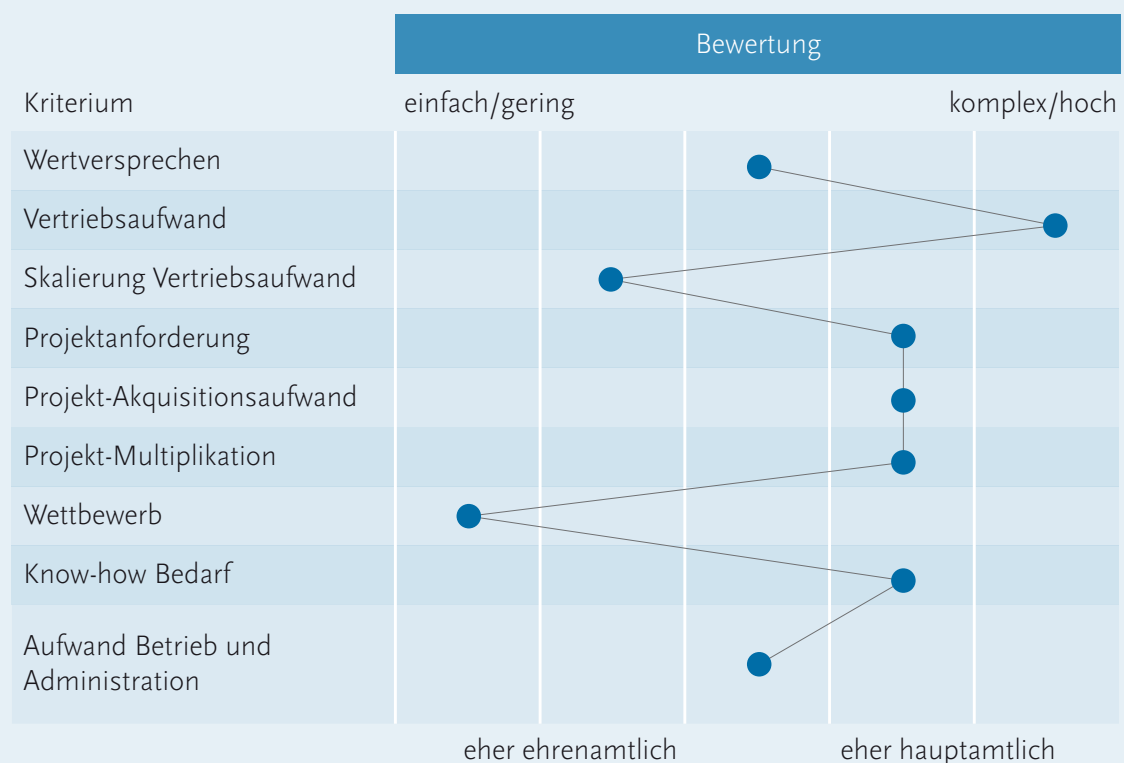 Bewertung
Kriterium einfach/gering komplex/hoch
Wertversprechen
Vertriebsaufwand
Skalierung Vertriebsaufwand
Projektanforderung
Projekt-Akquisitionsaufwand
Projekt-Multiplikation
Wettbewerb
Know-how Bedarf
Aufwand Betrieb und
Administration
eher ehrenamtlich eher hauptamtlich